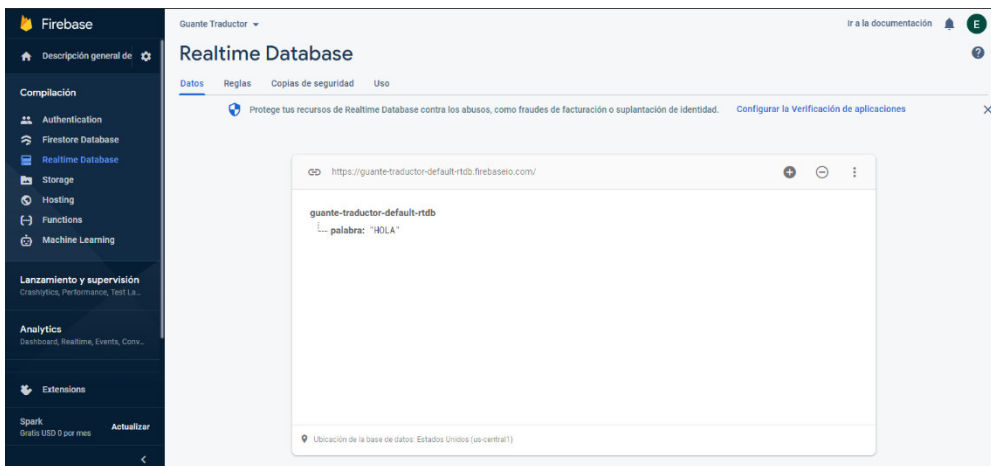 Firebase
Descripción general de
Compilación
Authentication
Firestore Database
Realtime Database
Storage
Hosting
Functions
Machine Learning
Lanzamiento y supervisión
Crashlytics, Performance, Test La...
Analytics
Dashboard, Realtime, Events, Conv...
Extensions
Spark
Gratis USD 0 por mes
Actualizar
Guante Traductor
Ir a la documentación
E
Realtime Database
Datos Reglas Copias de seguridad Uso
Protege tus recursos de Realtime Database contra los abusos, como fraudes de facturación o suplantación de identidad. Configurar la Verificación de aplicaciones
https://guante-traductor-default-rtdb.firebaseio.com/
guante-traductor-default-rtdb
palabra: "HOLA"
Ubicación de la base de datos: Estados Unidos (us-central1)